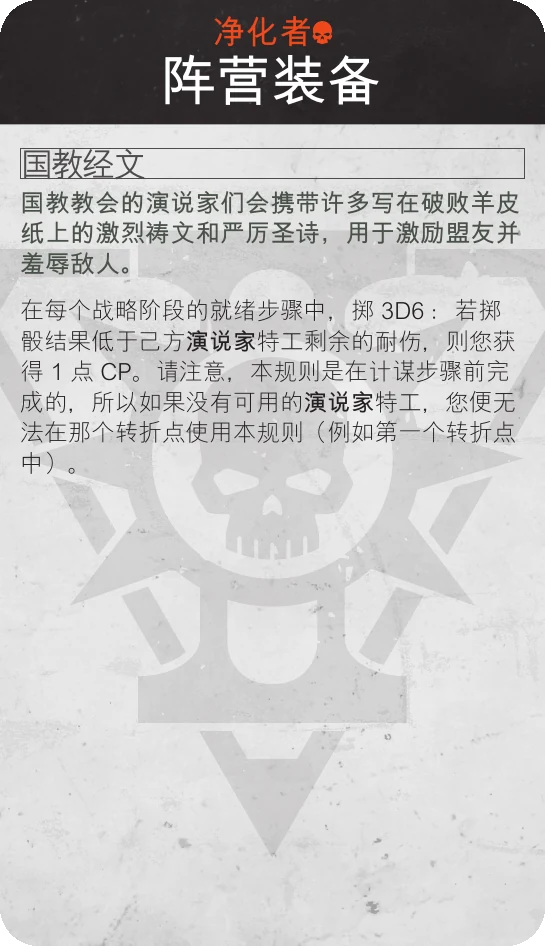 净化者
阵营装备
国教经文
国教教会的演说家们会携带许多写在破败羊皮
纸上的激烈祷文和严厉圣诗，用于激励盟友并
羞辱敌人。
在每个战略阶段的就绪步骤中，掷 3D6：若掷
骰结果低于己方演说家特工剩余的耐伤，则您获
得 1 点 CP。请注意，本规则是在计谋步骤前完
成的，所以如果没有可用的演说家特工，您便无
法在那个转折点使用本规则（例如第一个转折点
中）。